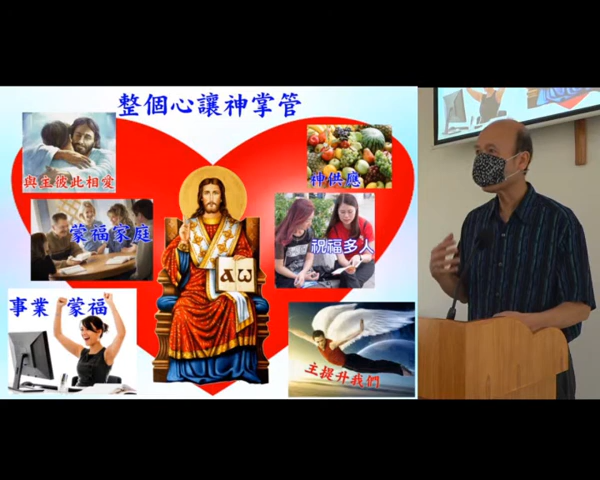 整個心讓神掌管
與主彼此相愛
神供應
蒙福家庭
祝福多人
事業 蒙福
主提升我們
Α ω